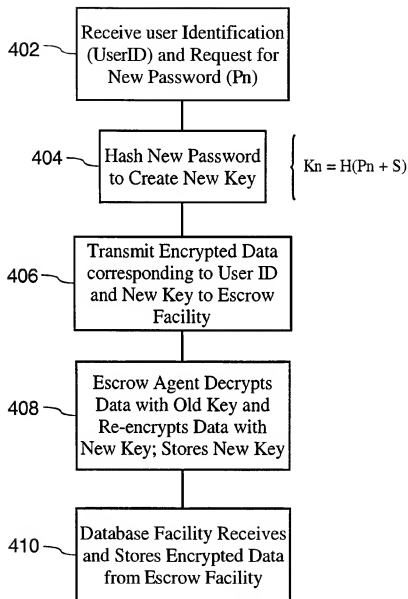 402
Receive user Identification
(UserID) and Request for
New Password (Pn)
404
Hash New Password
to Create New Key
Kn = H(Pn + S)
406
Transmit Encrypted Data
corresponding to User ID
and New Key to Escrow
Facility
408
Escrow Agent Decrypts
Data with Old Key and
Re-encrypts Data with
New Key; Stores New Key
410
Database Facility Receives
and Stores Encrypted Data
from Escrow Facility